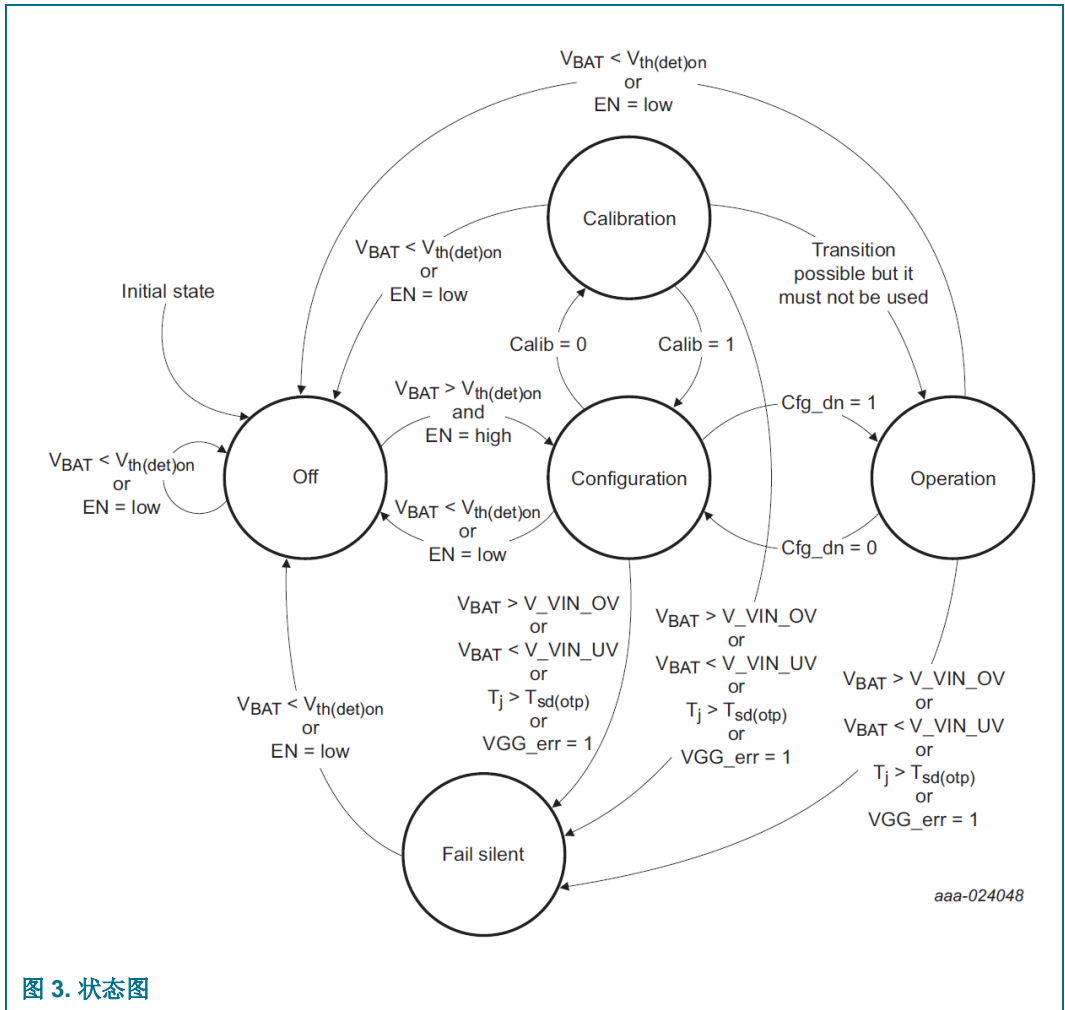 VBAT < Vth(det)on
or
EN = low
Calibration
VBAT < Vth(det)on
or
EN = low
Transition
possible but it
must not be used
Initial state
Calib = 0
Calib = 1
VBAT > Vth(det)on
and
EN = high
Cfg_dn = 1
VBAT < Vth(det)on
or
EN = low
Off
Configuration
Operation
VBAT < Vth(det)on
or
EN = low
Cfg_dn = 0
VBAT > V_VIN_OV
or
VBAT < V_VIN_UV
or
Tj > Tsd(otp)
or
VGG_err = 1
VBAT > V_VIN_OV
or
VBAT < V_VIN_UV
or
Tj > Tsd(otp)
or
VGG_err = 1
VBAT > V_VIN_OV
or
VBAT < V_VIN_UV
or
Tj > Tsd(otp)
or
VGG_err = 1
VBAT < Vth(det)on
or
EN = low
Fail silent
aaa-024048
图 3. 状态图